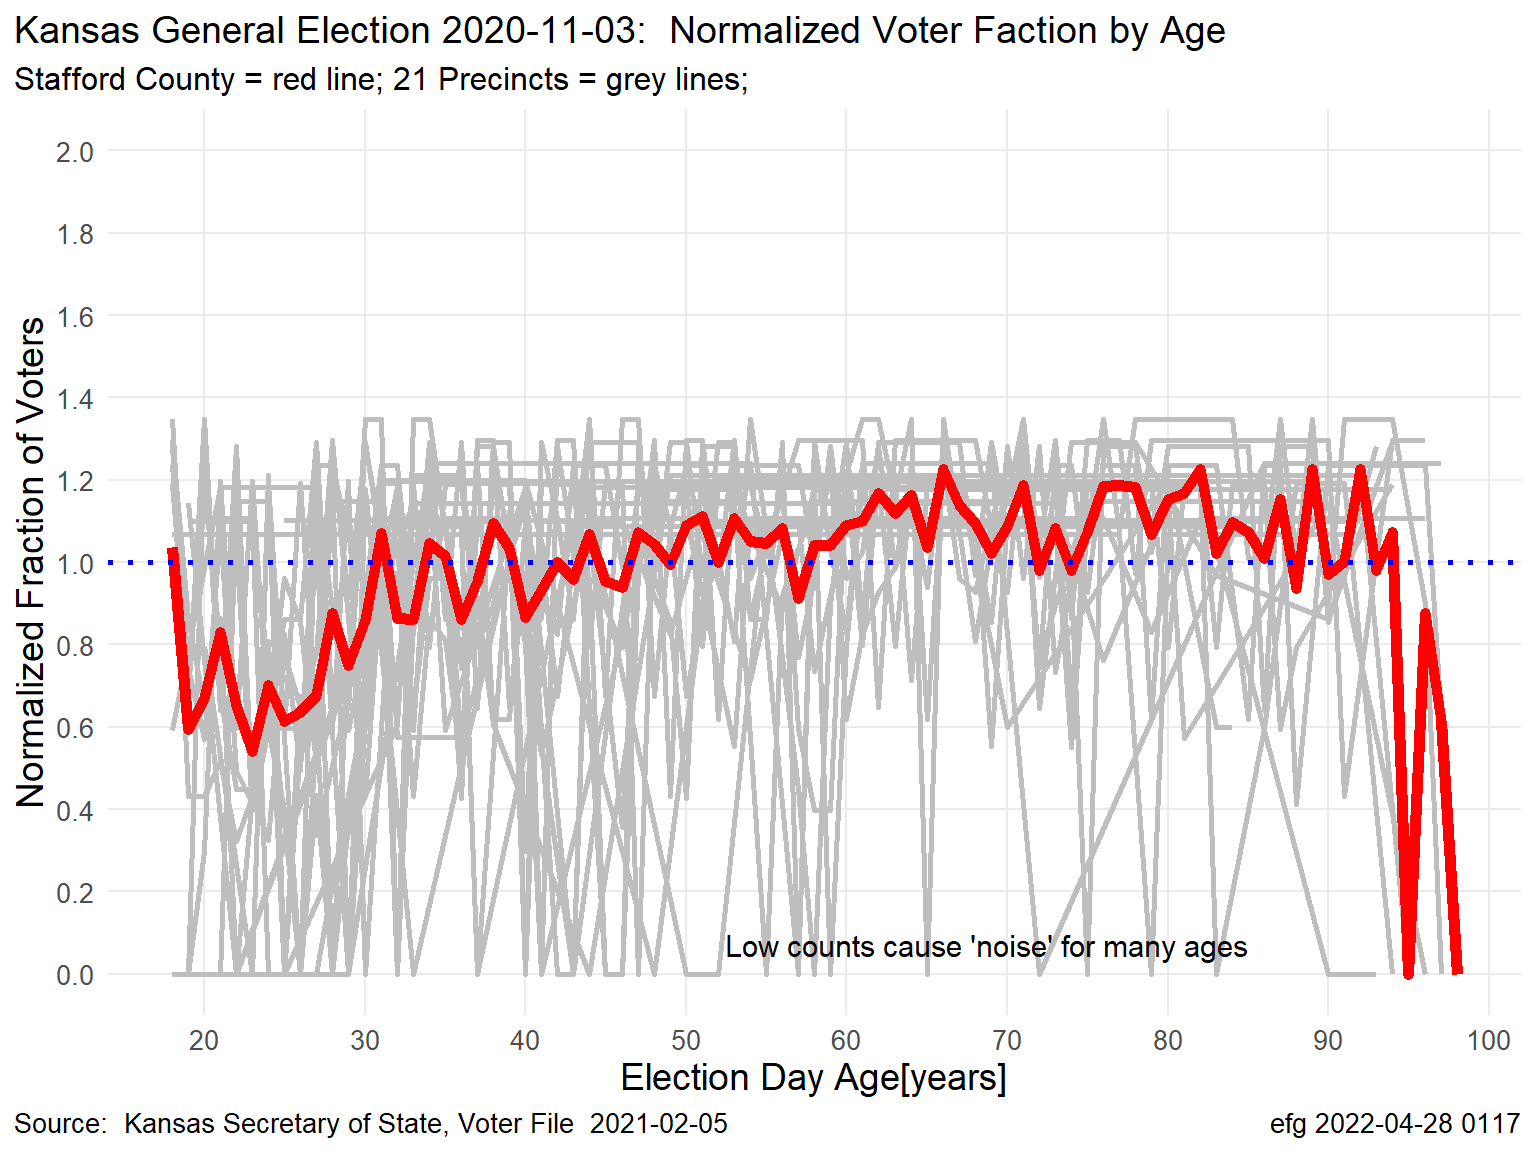 Kansas General Election 2020-11-03:  Normalized Voter Faction by Age
Stafford County = red line; 21 Precincts = grey lines;
Normalized Fraction of Voters
2.0
1.8
1.6
1.4
1.2
1.0
0.8
0.6
0.4
0.2
0.0
Low counts cause 'noise' for many ages
20 30 40 50 60 70 80 90 100
Election Day Age[years]
Source:  Kansas Secretary of State, Voter File  2021-02-05
efg 2022-04-28 0117